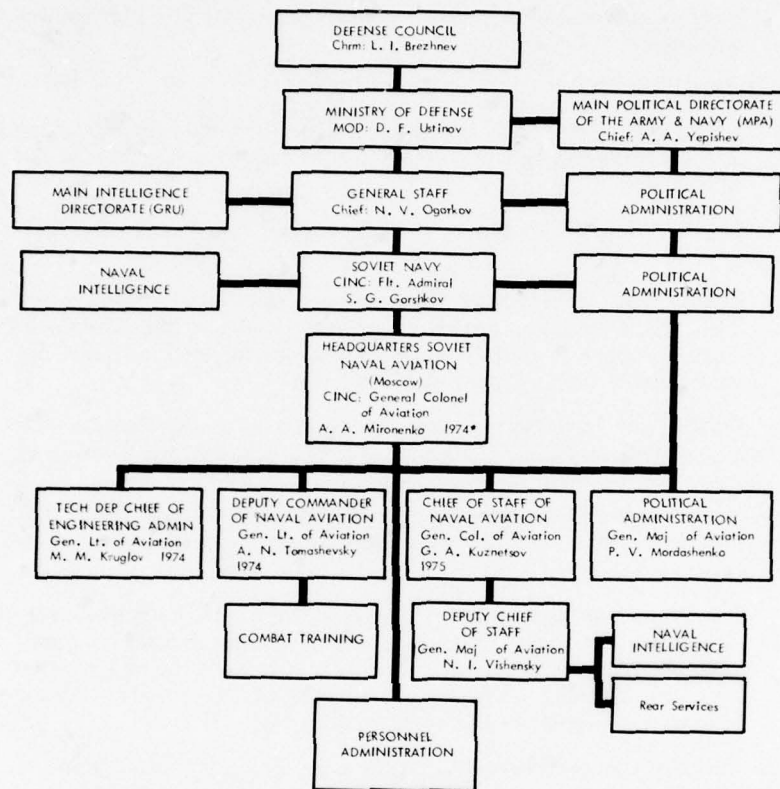 DEFENSE COUNCIL
Chrm: L. I. Brezhnev
MINISTRY OF DEFENSE
MOD: D. F. Ustinov
MAIN POLITICAL DIRECTORATE
OF THE ARMY & NAVY (MPA)
Chief: A. A. Yepishev
MAIN INTELLIGENCE
DIRECTORATE (GRU)
GENERAL STAFF
Chief: N. V. Ogarkov
POLITICAL
ADMINISTRATION
NAVAL
INTELLIGENCE
SOVIET NAVY
CINC: Flt. Admiral
S. G. Gorshkov
POLITICAL
ADMINISTRATION
HEADQUARTERS SOVIET
NAVAL AVIATION
(Moscow)
CINC: General Colonel
of Aviation
A. A. Mironenko 1974*
TECH DEP CHIEF OF
ENGINEERING ADMIN
Gen. Lt. of Aviation
M. M. Kruglov 1974
DEPUTY COMMANDER
OF NAVAL AVIATION
Gen. Lt. of Aviation
A. N. Tomashevsky
1974
CHIEF OF STAFF OF
NAVAL AVIATION
Gen. Col. of Aviation
G. A. Kuznetsov
1975
POLITICAL
ADMINISTRATION
Gen. Maj of Aviation
P. V. Mordashenko
COMBAT TRAINING
DEPUTY CHIEF
OF STAFF
Gen. Maj of Aviation
N. I. Vishensky
NAVAL
INTELLIGENCE
Rear Services
PERSONNEL
ADMINISTRATION